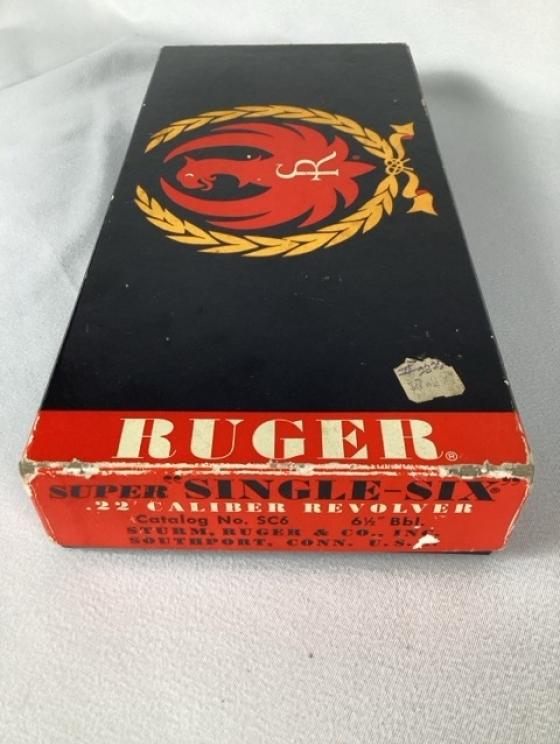 SR
RUGER®
SUPER "SINGLE-SIX"
.22 CALIBER REVOLVER
Catalog No. SC6 6½" Bbl.
STURM, RUGER & CO., INC.
SOUTHPORT, CONN. U.S.